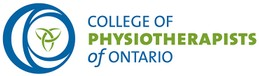 COLLEGE OF
PHYSIOTHERAPISTS
of ONTARIO